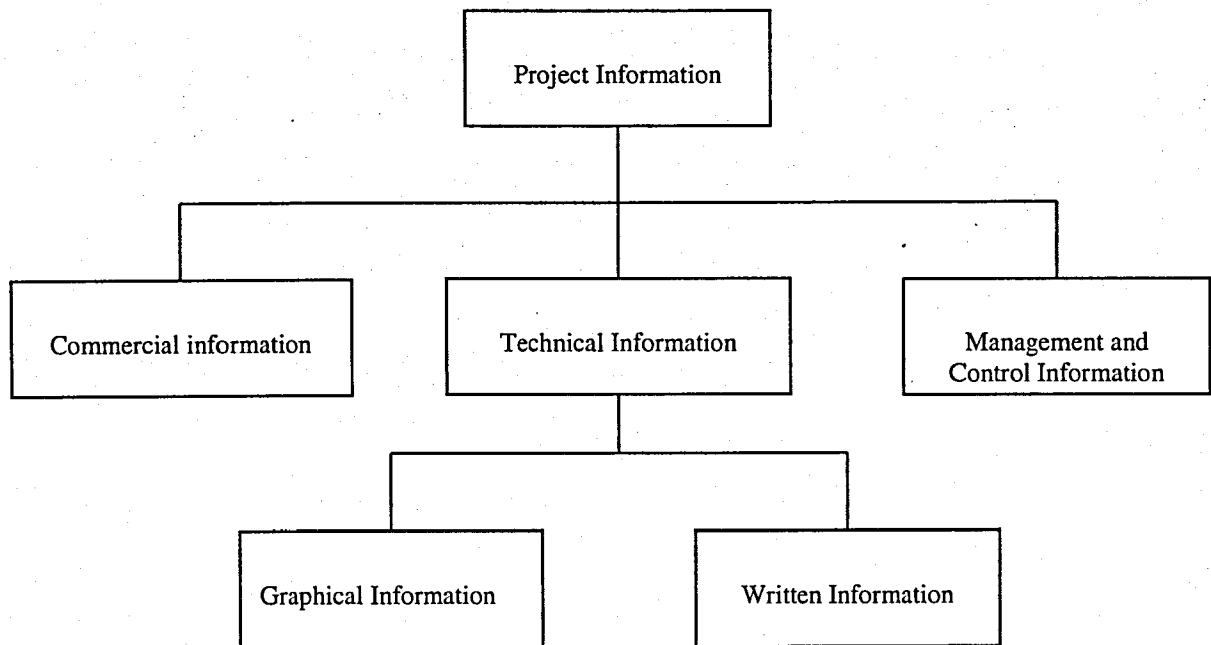 Project Information
Commercial information
Technical Information
Management and
Control Information
Graphical Information
Written Information